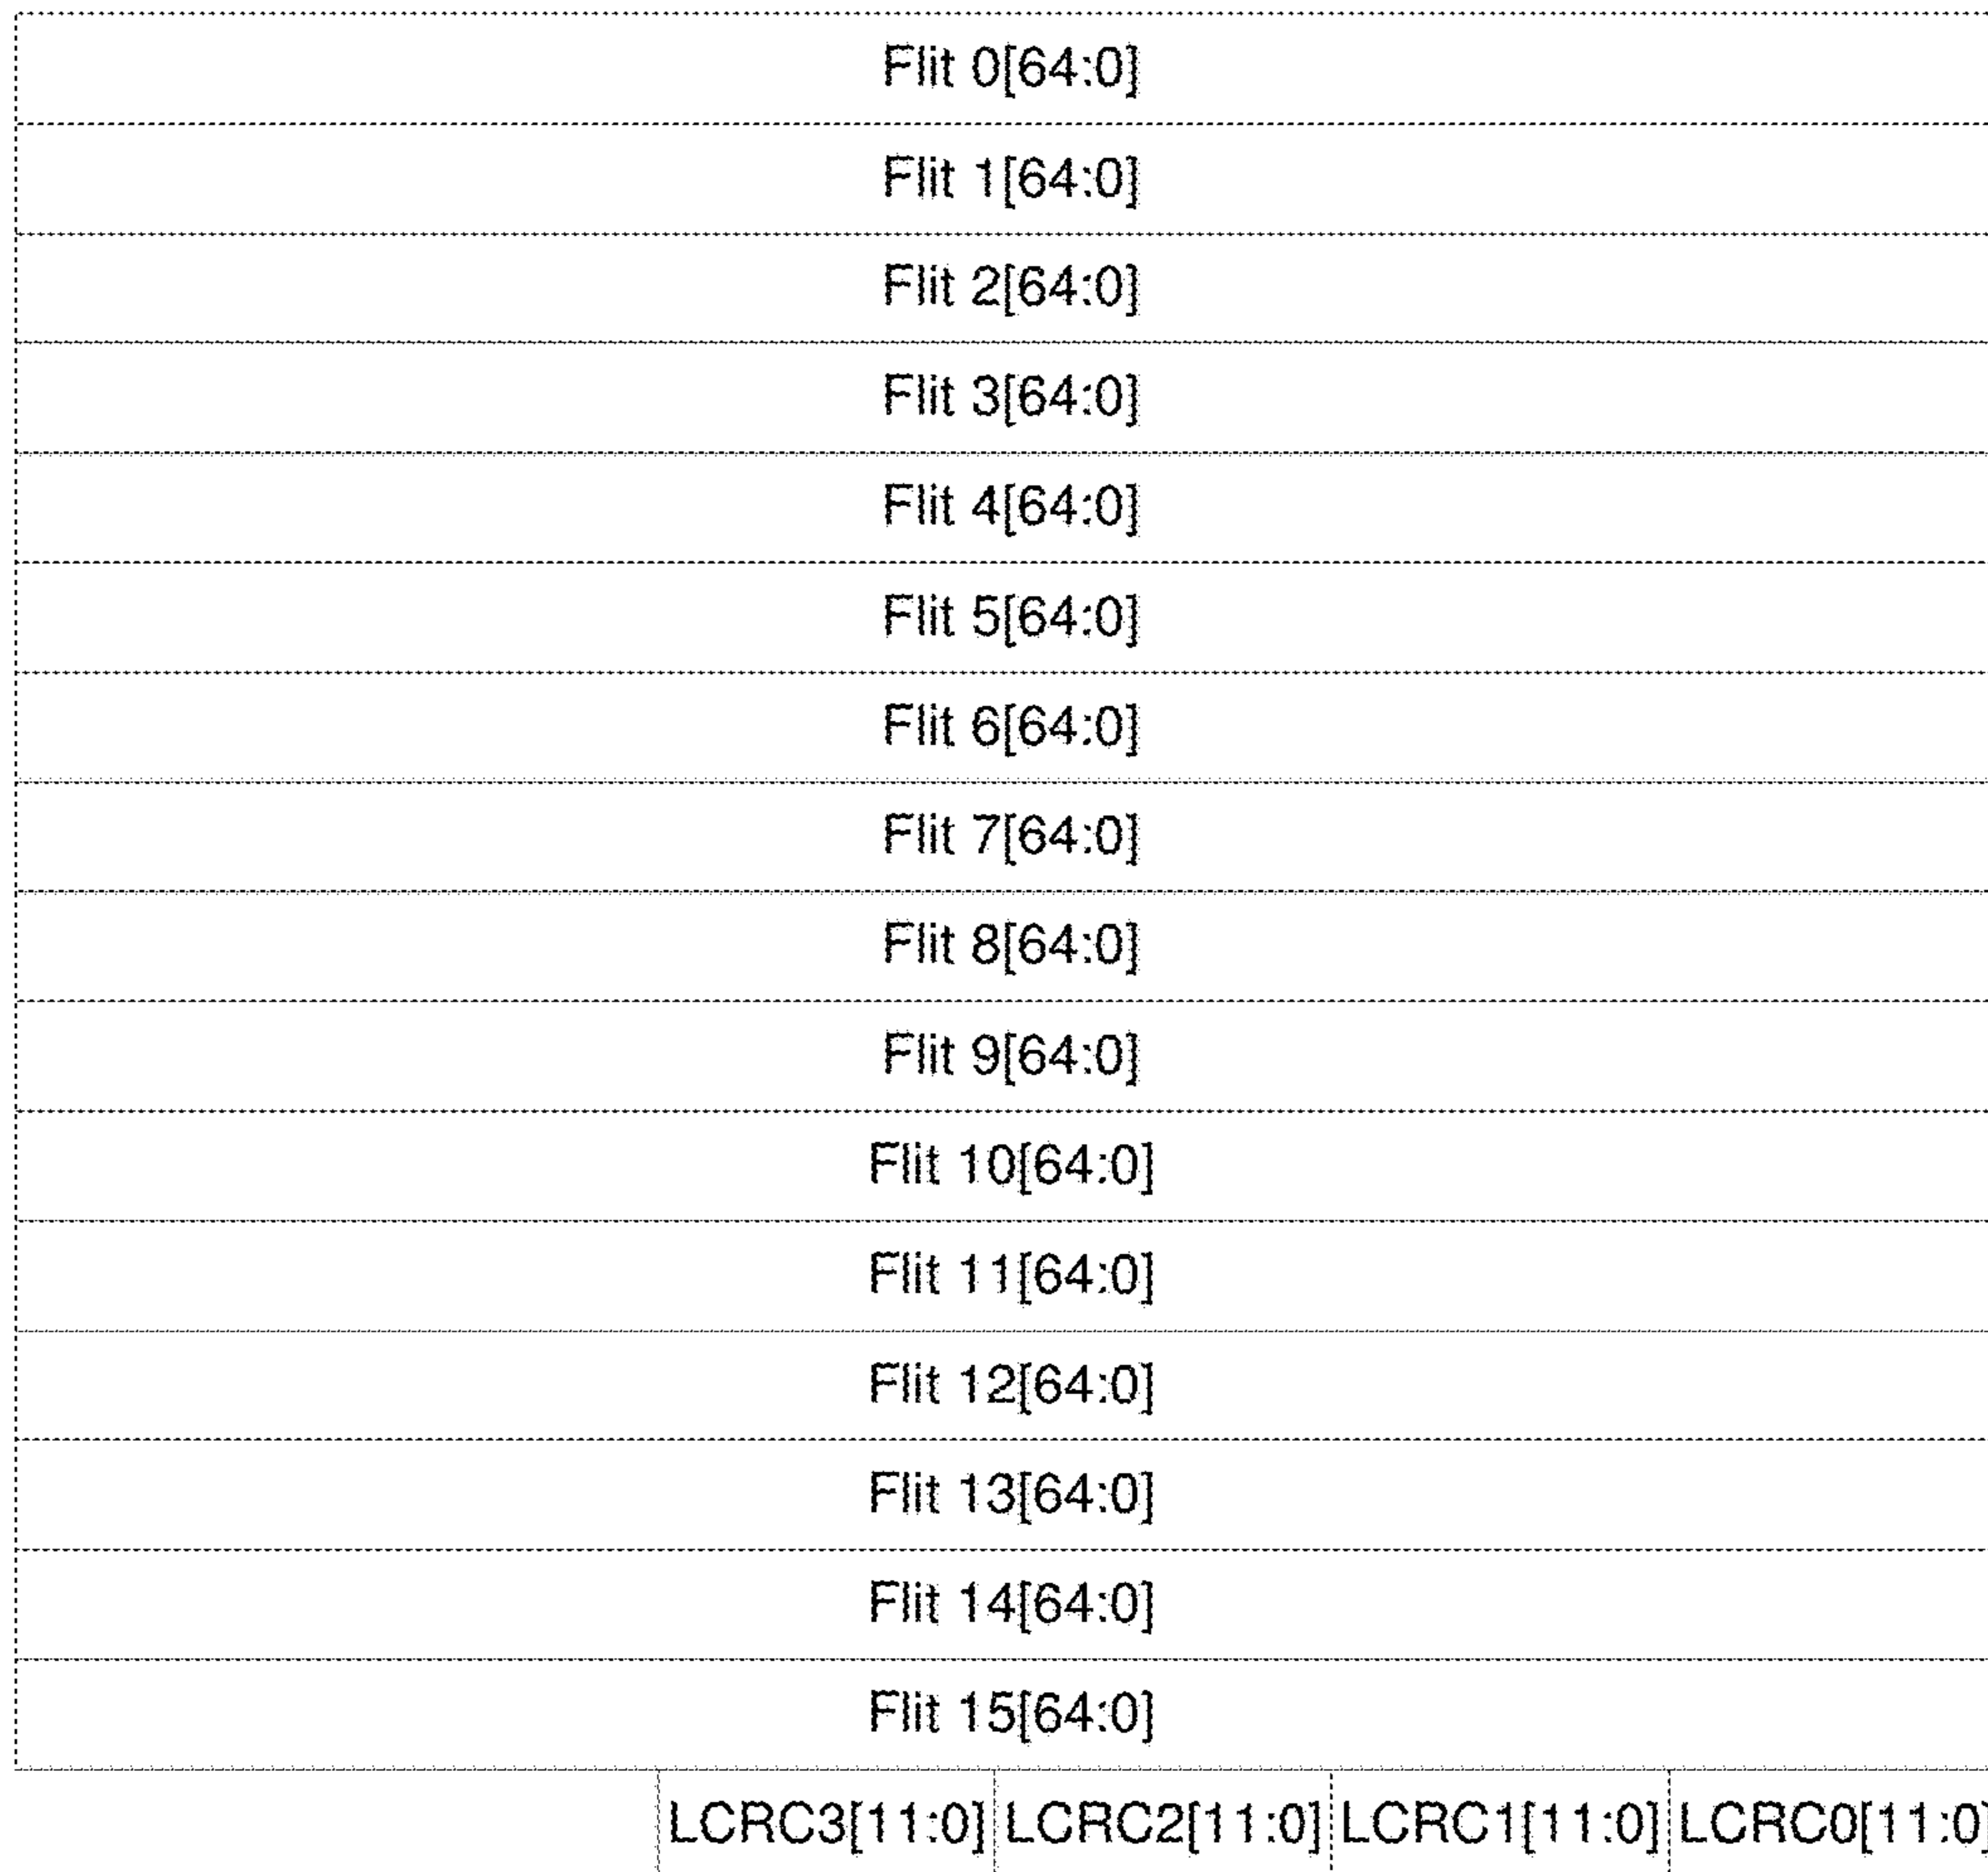 Flit 0[64:0]
Flit 1[64:0]
Flit 2[64:0]
Flit 3[64:0]
Flit 4[64:0]
Flit 5[64:0]
Flit 6[64:0]
Flit 7[64:0]
Flit 8[64:0]
Flit 9[64:0]
Flit 10[64:0]
Flit 11[64:0]
Flit 12[64:0]
Flit 13[64:0]
Flit 14[64:0]
Flit 15[64:0]
LCRC3[11:0] LCRC2[11:0] LCRC1[11:0] LCRC0[11:0]